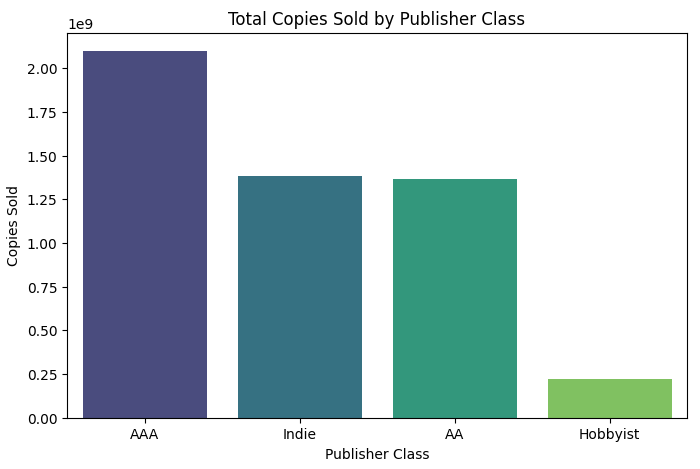 Total Copies Sold by Publisher Class
1e9
2.00
1.75
1.50
1.25
1.00
0.75
0.50
0.25
0.00
Copies Sold
AAA Indie AA Hobbyist
Publisher Class